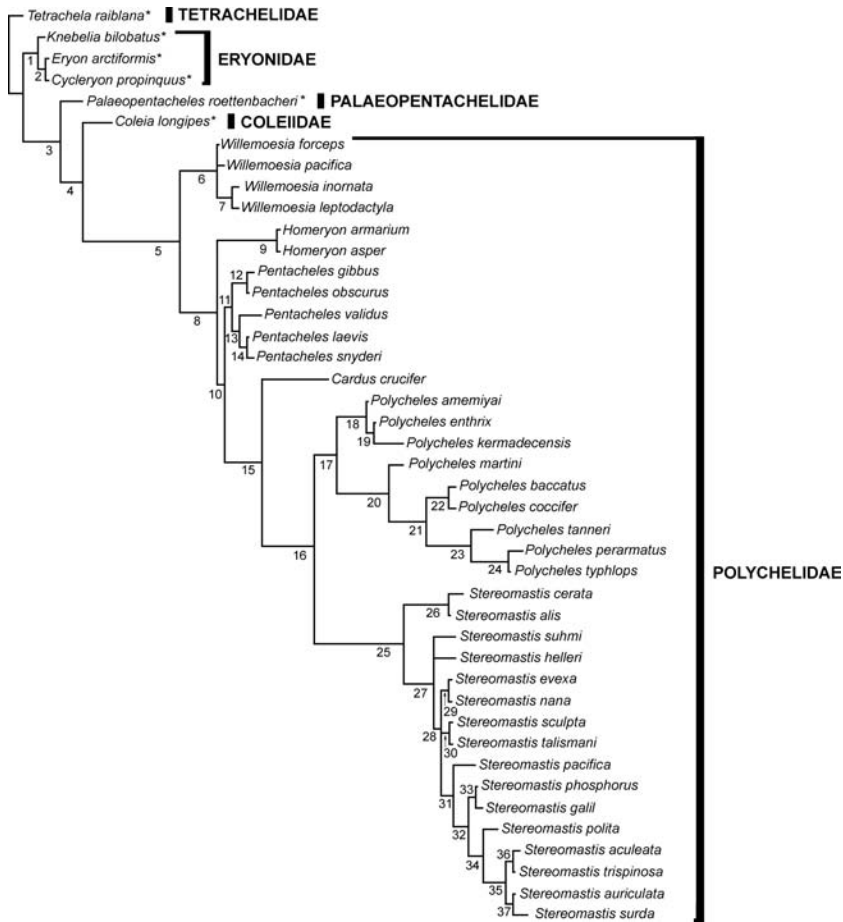 Tetrachela raiblana* TETRACHELIDAE
Knebelia bilobatus*
1
Eryon arctiformis* ERYONIDAE
2
Cycleryon propinquus*
Palaeopentacheles roettenbacheri* PALAEOPENTACHELIDAE
Coleia longipes* COLEIIDAE
3
Willemoesia forceps
Willemoesia pacifica
6
4
Willemoesia inornata
7
Willemoesia leptodactyla
Homeryon armarium
5
9
Homeryon asper
12
Pentacheles gibbus
Pentacheles obscurus
11
Pentacheles validus
8
13
Pentacheles laevis
14
Pentacheles snyderi
Cardus crucifer
10
Polycheles amemiyai
18
Polycheles enthrix
19
Polycheles kermadecensis
17
Polycheles martini
15
Polycheles baccatus
20
22
Polycheles coccifer
21
Polycheles tanneri
23
Polycheles perarmatus
16
24
Polycheles typhlops
POLYCHELIDAE
Stereomastis cerata
26
Stereomastis alis
Stereomastis suhmi
25
Stereomastis helleri
Stereomastis evexa
27
Stereomastis nana
29
Stereomastis sculpta
28
Stereomastis talismani
30
Stereomastis pacifica
33
Stereomastis phosphorus
31
Stereomastis galil
Stereomastis polita
32
36
Stereomastis aculeata
34
Stereomastis trispinosa
35
Stereomastis auriculata
37
Stereomastis surda